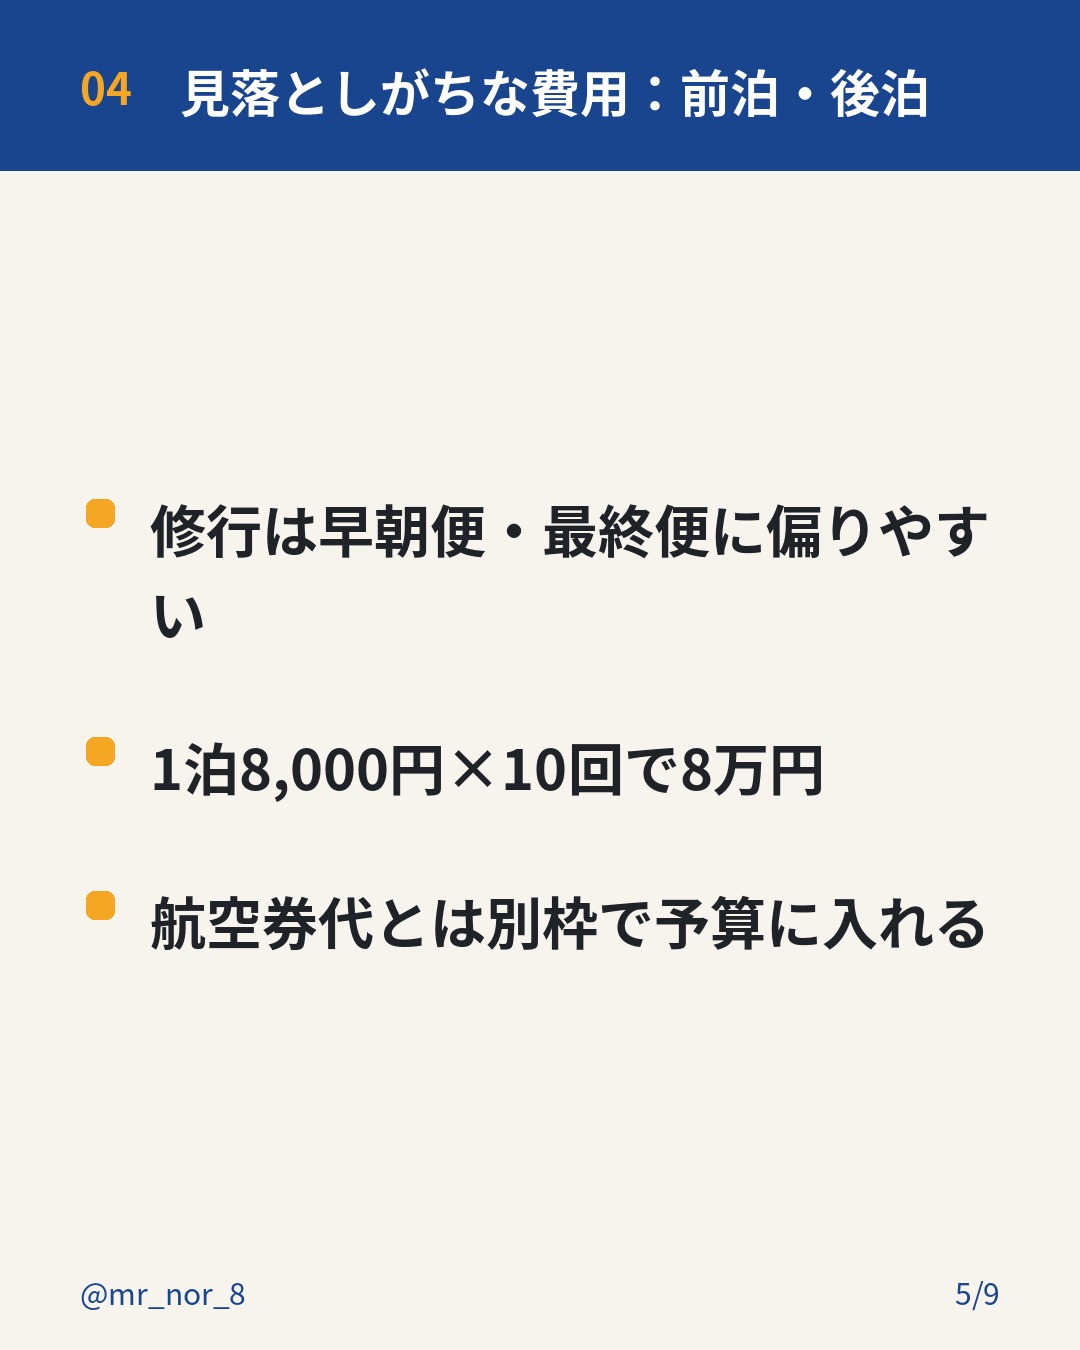 04 見落としがちな費用：前泊・後泊
修行は早朝便・最終便に偏りやす
い
1泊8,000円×10回で8万円
航空券代とは別枠で予算に入れる
@mr_nor_8 5/9